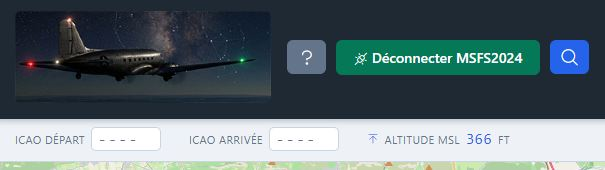 ?
Déconnecter MSFS2024
ICAO DÉPART ---- ICAO ARRIVÉE ---- ALTITUDE MSL 366 FT